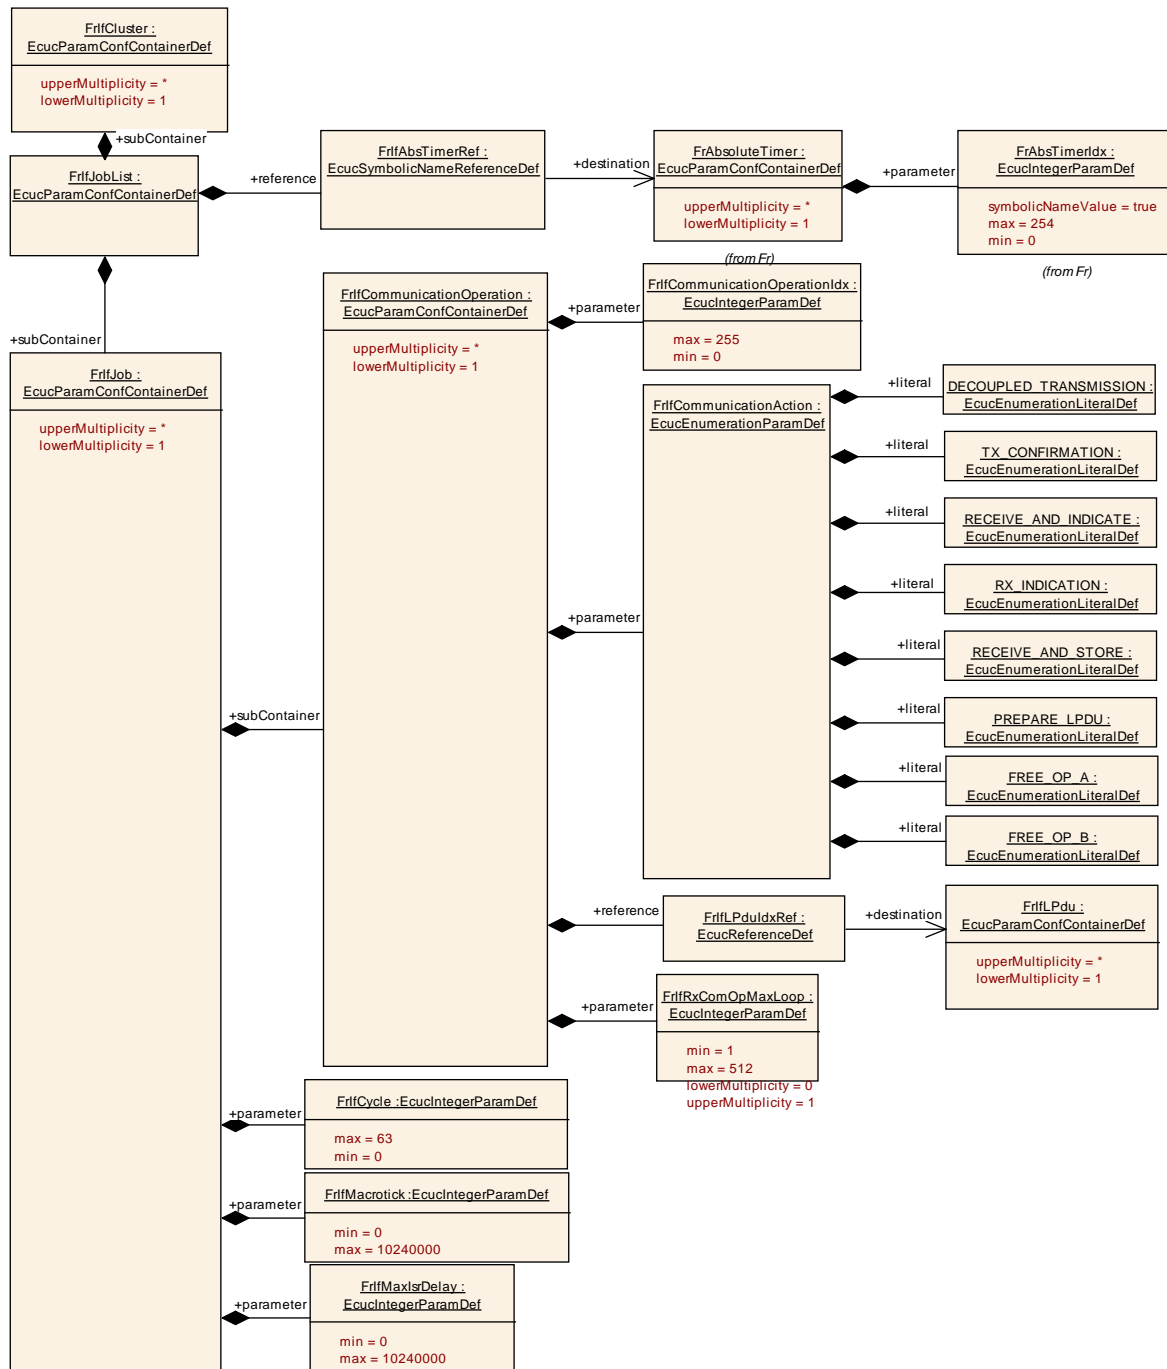 FrIfCluster :
EcucParamConfContainerDef
upperMultiplicity = *
lowerMultiplicity = 1
+subContainer
FrIfJobList :
EcucParamConfContainerDef
+reference
FrIfAbsTimerRef :
EcucSymbolicNameReferenceDef
+destination
FrAbsoluteTimer :
EcucParamConfContainerDef
upperMultiplicity = *
lowerMultiplicity = 1
(from Fr)
+parameter
FrAbsTimerIdx :
EcucIntegerParamDef
symbolicNameValue = true
max = 254
min = 0
(from Fr)
+subContainer
FrIfJob :
EcucParamConfContainerDef
upperMultiplicity = *
lowerMultiplicity = 1
+subContainer
FrIfCommunicationOperation :
EcucParamConfContainerDef
upperMultiplicity = *
lowerMultiplicity = 1
+parameter
FrIfCommunicationOperationIdx :
EcucIntegerParamDef
max = 255
min = 0
+parameter
FrIfCommunicationAction :
EcucEnumerationParamDef
+literal
DECOUPLED_TRANSMISSION :
EcucEnumerationLiteralDef
+literal
TX_CONFIRMATION :
EcucEnumerationLiteralDef
+literal
RECEIVE_AND_INDICATE :
EcucEnumerationLiteralDef
+literal
RX_INDICATION :
EcucEnumerationLiteralDef
+literal
RECEIVE_AND_STORE :
EcucEnumerationLiteralDef
+literal
PREPARE_LPDU :
EcucEnumerationLiteralDef
+literal
FREE_OP_A :
EcucEnumerationLiteralDef
+literal
FREE_OP_B :
EcucEnumerationLiteralDef
+reference
FrIfLPduIdxRef :
EcucReferenceDef
+destination
FrIfLPdu :
EcucParamConfContainerDef
upperMultiplicity = *
lowerMultiplicity = 1
+parameter
FrIfRxComOpMaxLoop :
EcucIntegerParamDef
min = 1
max = 512
lowerMultiplicity = 0
upperMultiplicity = 1
+parameter
FrIfCycle :EcucIntegerParamDef
max = 63
min = 0
+parameter
FrIfMacrotick :EcucIntegerParamDef
min = 0
max = 10240000
+parameter
FrIfMaxIsrDelay :
EcucIntegerParamDef
min = 0
max = 10240000